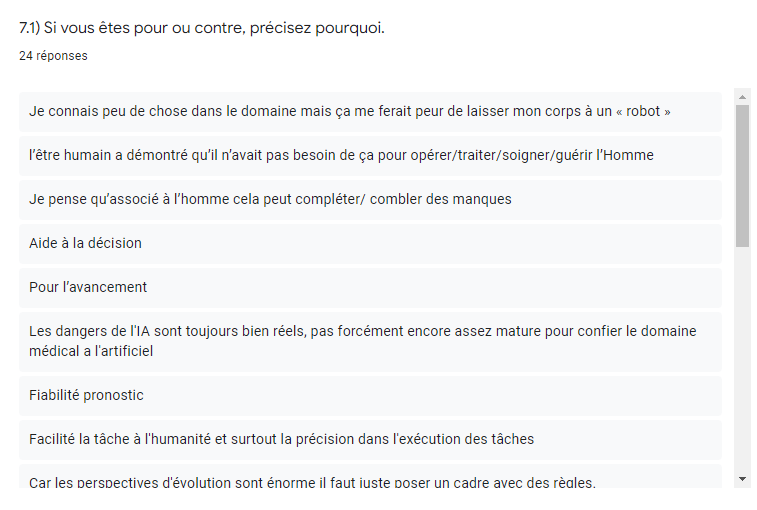 7.1) Si vous êtes pour ou contre, précisez pourquoi.
24 réponses
Je connais peu de chose dans le domaine mais ça me ferait peur de laisser mon corps à un « robot »
l’être humain a démontré qu’il n’avait pas besoin de ça pour opérer/traiter/soigner/guérir l’Homme
Je pense qu’associé à l’homme cela peut compléter/ combler des manques
Aide à la décision
Pour l’avancement
Les dangers de l'IA sont toujours bien réels, pas forcément encore assez mature pour confier le domaine
médical a l'artificiel
Fiabilité pronostic
Facilité la tâche à l'humanité et surtout la précision dans l'exécution des tâches
Car les perspectives d'évolution sont énorme il faut juste poser un cadre avec des règles.